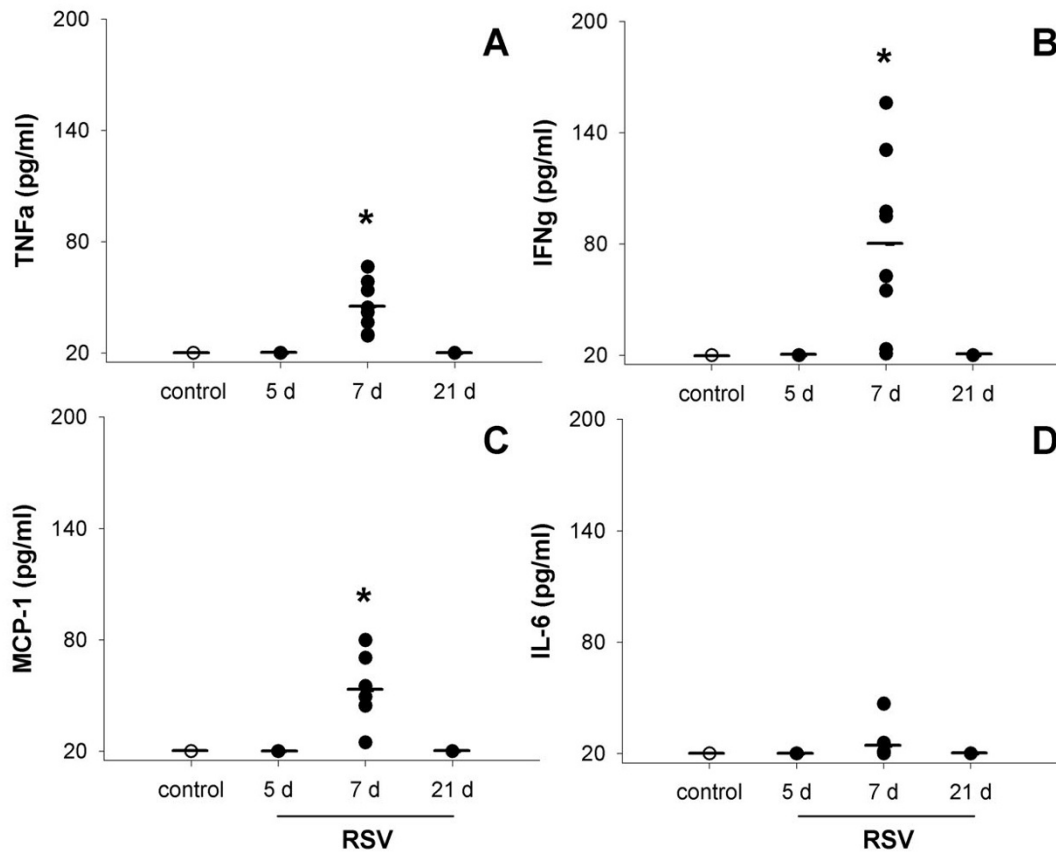 A
TNFa (pg/ml)
200
140
80
20
*
control 5 d 7 d 21 d
B
IFNg (pg/ml)
200
140
80
20
*
control 5 d 7 d 21 d
C
MCP-1 (pg/ml)
200
140
80
20
*
control 5 d 7 d 21 d
RSV
D
IL-6 (pg/ml)
200
140
80
20
control 5 d 7 d 21 d
RSV